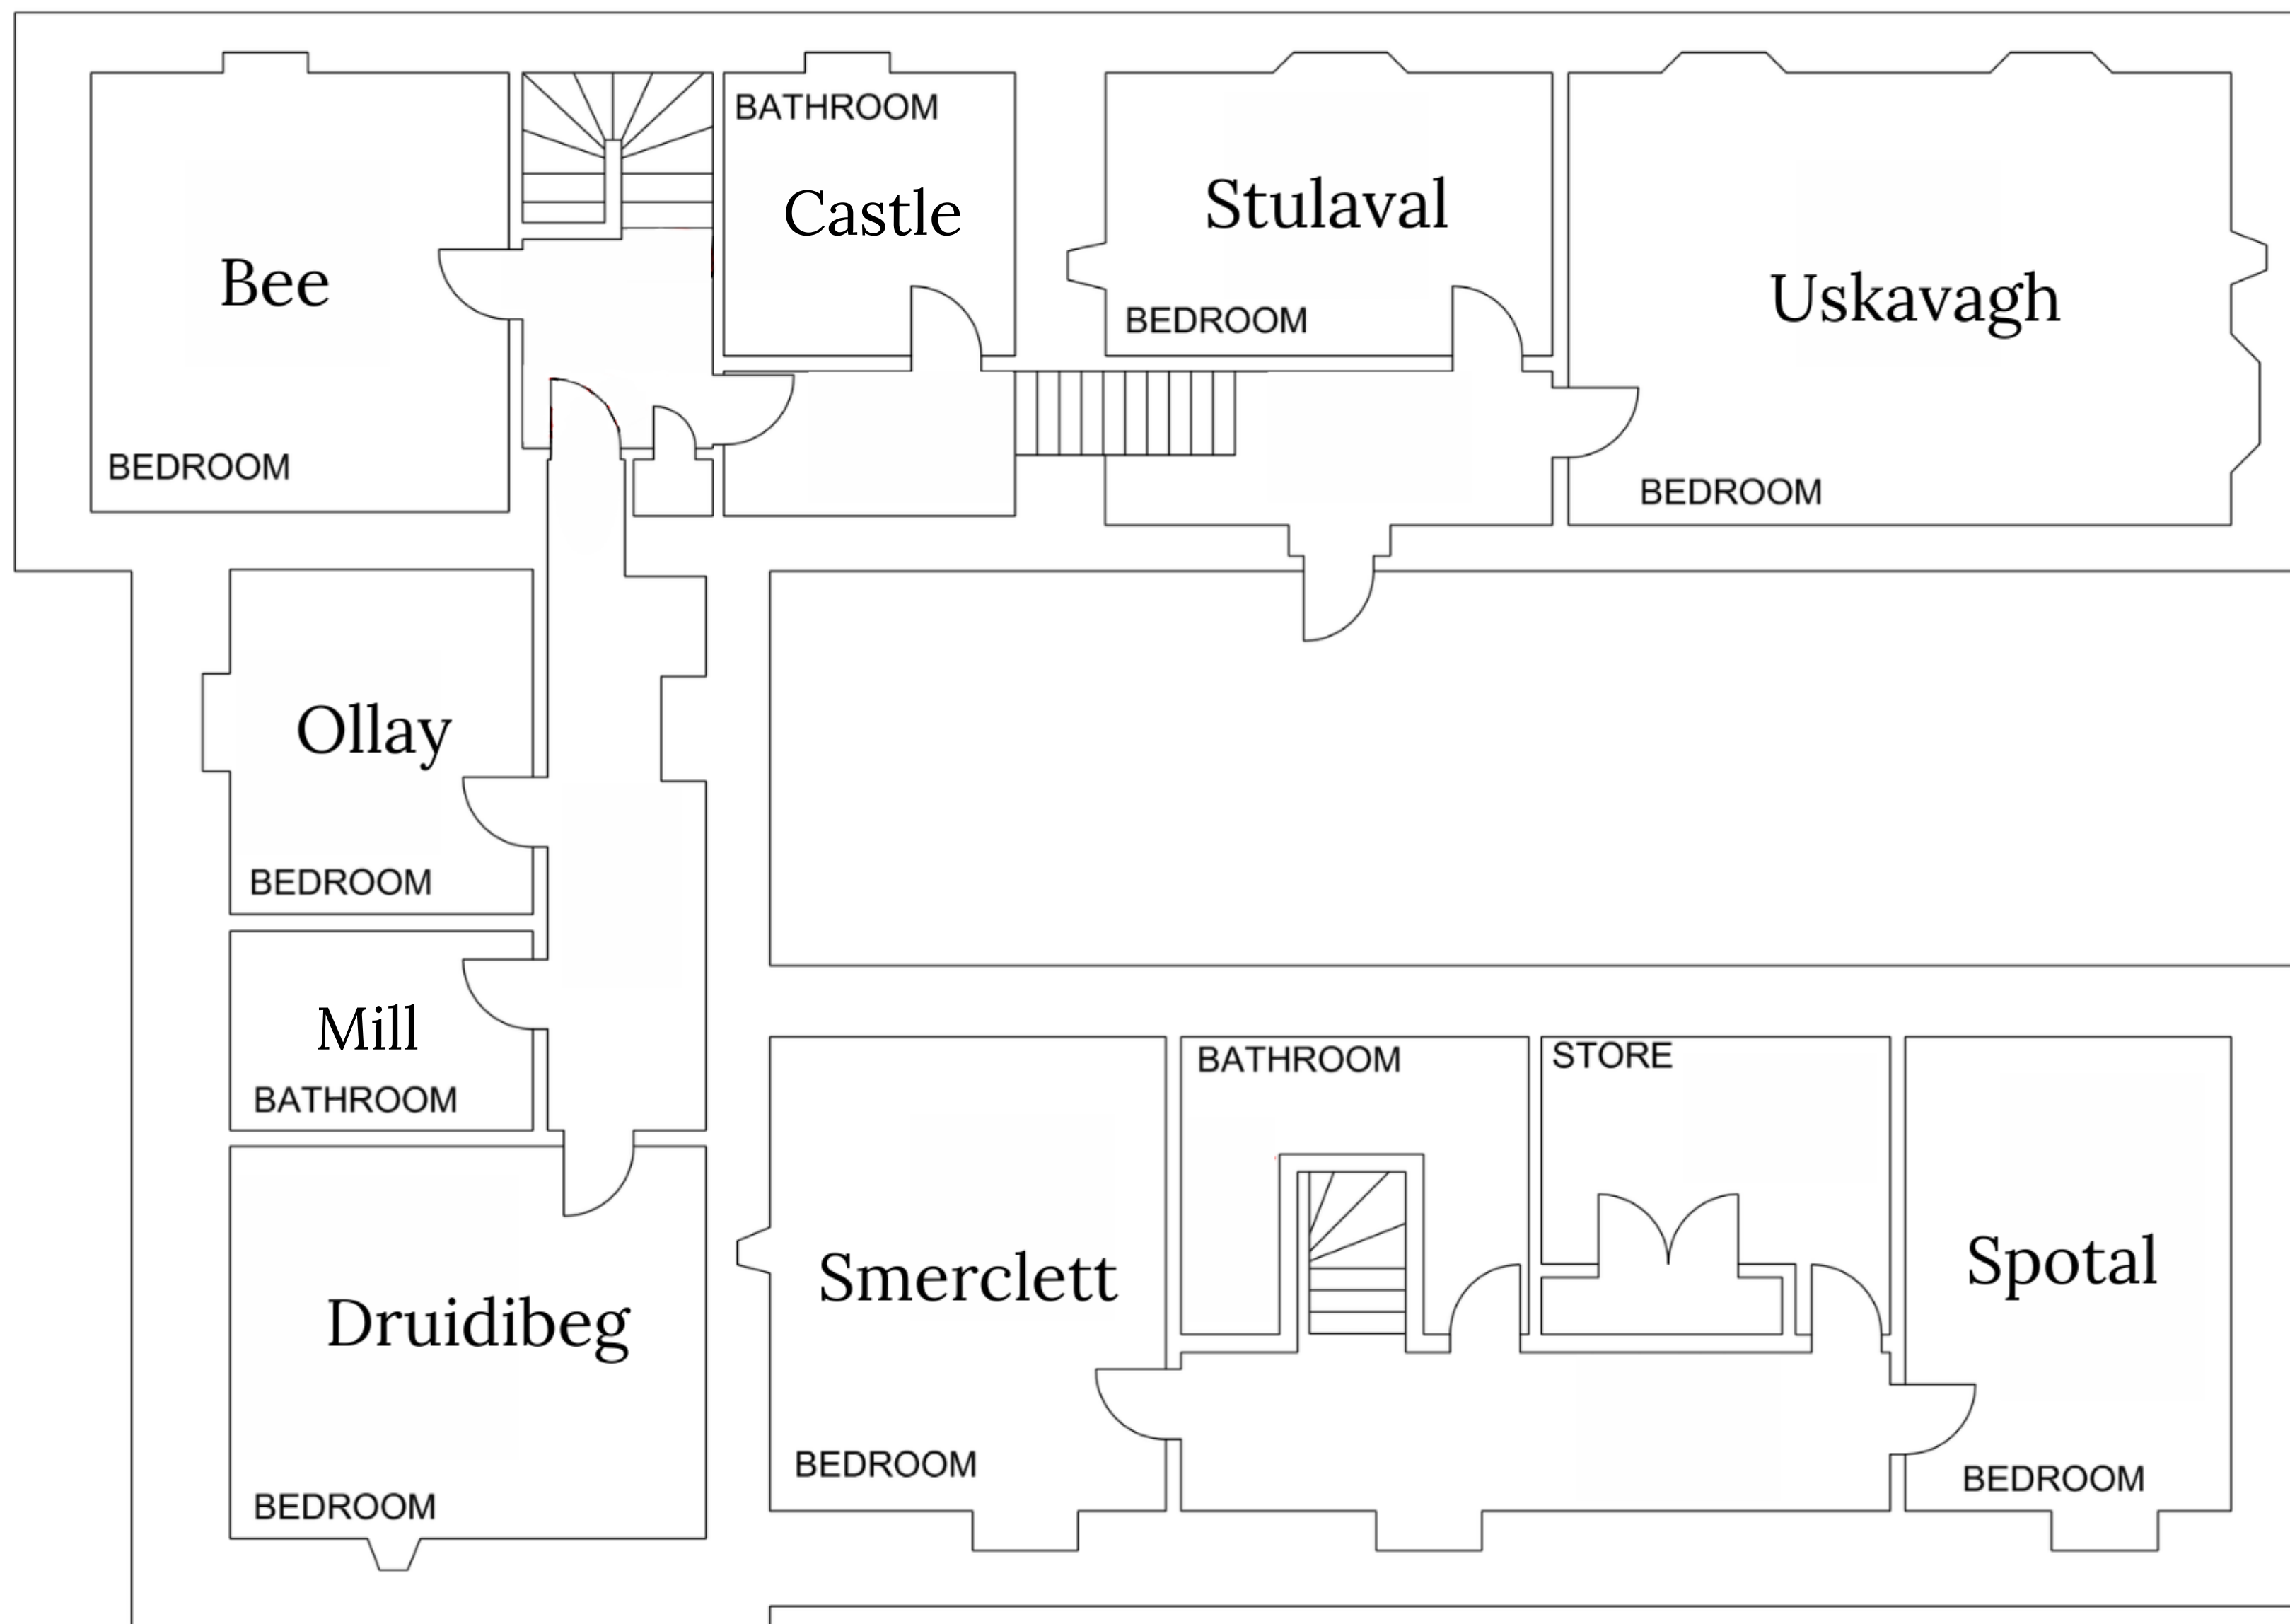 BATHROOM
Castle
Stulaval
BEDROOM
Uskavagh
BEDROOM
Bee
BEDROOM
Ollay
BEDROOM
Mill
BATHROOM
Druidibeg
BEDROOM
Smerclett
BEDROOM
BATHROOM
STORE
Spotal
BEDROOM